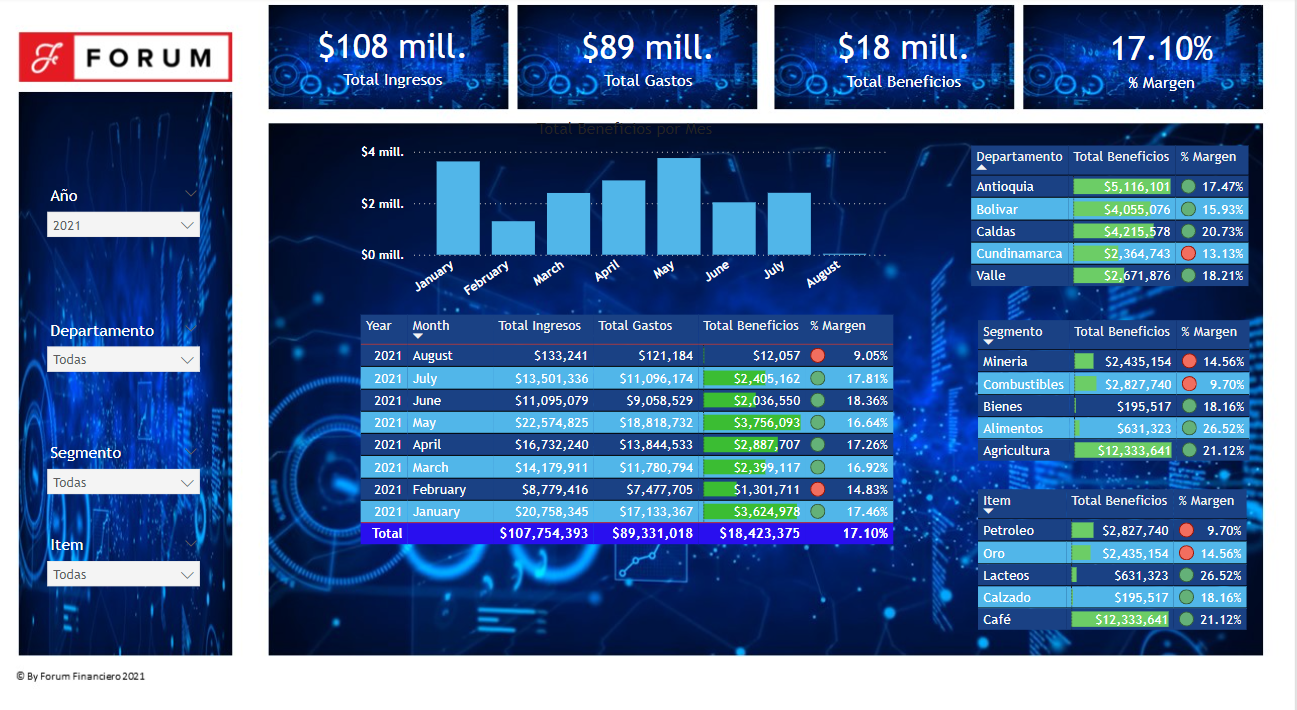 FORUM
$108 mill.
Total Ingresos
$89 mill.
Total Gastos
$18 mill.
Total Beneficios
17.10%
% Margen
Año
2021
Departamento
Todas
Segmento
Todas
Item
Todas
Total Beneficios por Mes
$4 mill.
$2 mill.
$0 mill.
January
February
March
April
May
June
July
August
Year Month Total Ingresos Total Gastos Total Beneficios % Margen
2021 August $133,241 $121,184 $12,057 9.05%
2021 July $13,501,336 $11,096,174 $2,405,162 17.81%
2021 June $11,095,079 $9,058,529 $2,036,550 18.36%
2021 May $22,574,825 $18,818,732 $3,756,093 16.64%
2021 April $16,732,240 $13,844,533 $2,887,707 17.26%
2021 March $14,179,911 $11,780,794 $2,399,117 16.92%
2021 February $8,779,416 $7,477,705 $1,301,711 14.83%
2021 January $20,758,345 $17,133,367 $3,624,978 17.46%
Total $107,754,393 $89,331,018 $18,423,375 17.10%
Departamento Total Beneficios % Margen
Antioquia $5,116,101 17.47%
Bolívar $4,055,076 15.93%
Caldas $4,215,578 20.73%
Cundinamarca $2,364,743 13.13%
Valle $2,671,876 18.21%
Segmento Total Beneficios % Margen
Mineria $2,435,154 14.56%
Combustibles $2,827,740 9.70%
Bienes $195,517 18.16%
Alimentos $631,323 26.52%
Agricultura $12,333,641 21.12%
Item Total Beneficios % Margen
Petroleo $2,827,740 9.70%
Oro $2,435,154 14.56%
Lacteos $631,323 26.52%
Calzado $195,517 18.16%
Café $12,333,641 21.12%
© By Forum Financiero 2021